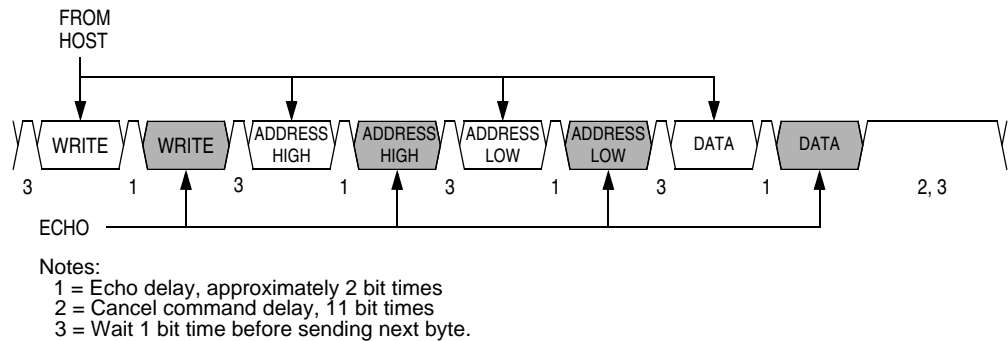 FROM
HOST
WRITE WRITE ADDRESS HIGH ADDRESS HIGH ADDRESS LOW ADDRESS LOW DATA DATA
3 1 3 1 3 1 3 1 2, 3
ECHO
Notes:
1 = Echo delay, approximately 2 bit times
2 = Cancel command delay, 11 bit times
3 = Wait 1 bit time before sending next byte.